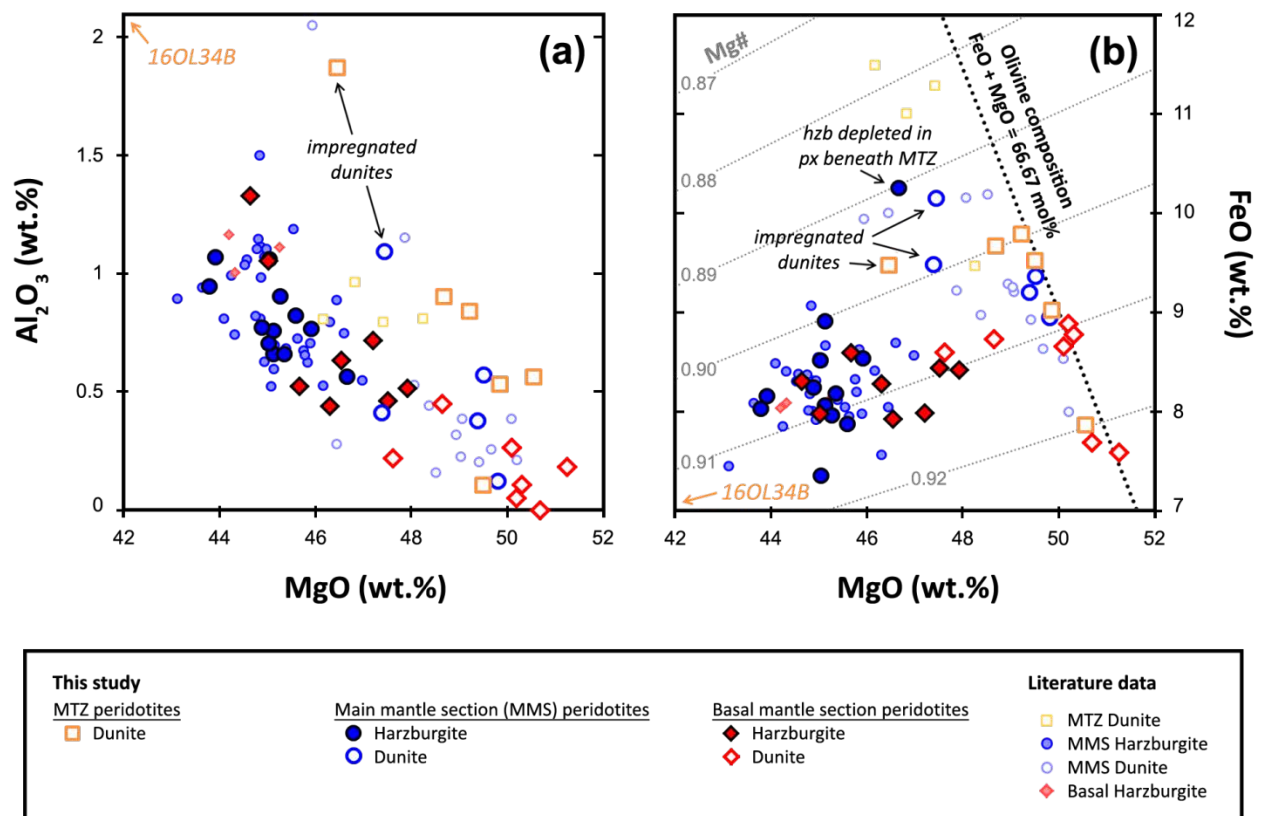 (a)
16OL34B
impregnated
dunites
2
1.5
1
0.5
0
Al₂O₃ (wt.%)
42
44
46
48
50
52
MgO (wt.%)
(b)
Mg#
0.87
0.88
0.89
0.90
0.91
0.92
hzb depleted in
px beneath MTZ
impregnated
dunites
Olivine composition
FeO + MgO = 66.67 mol%
16OL34B
12
11
10
9
8
7
FeO (wt.%)
42
44
46
48
50
52
MgO (wt.%)
This study
MTZ peridotites
Dunite
Main mantle section (MMS) peridotites
Harzburgite
Dunite
Basal mantle section peridotites
Harzburgite
Dunite
Literature data
MTZ Dunite
MMS Harzburgite
MMS Dunite
Basal Harzburgite